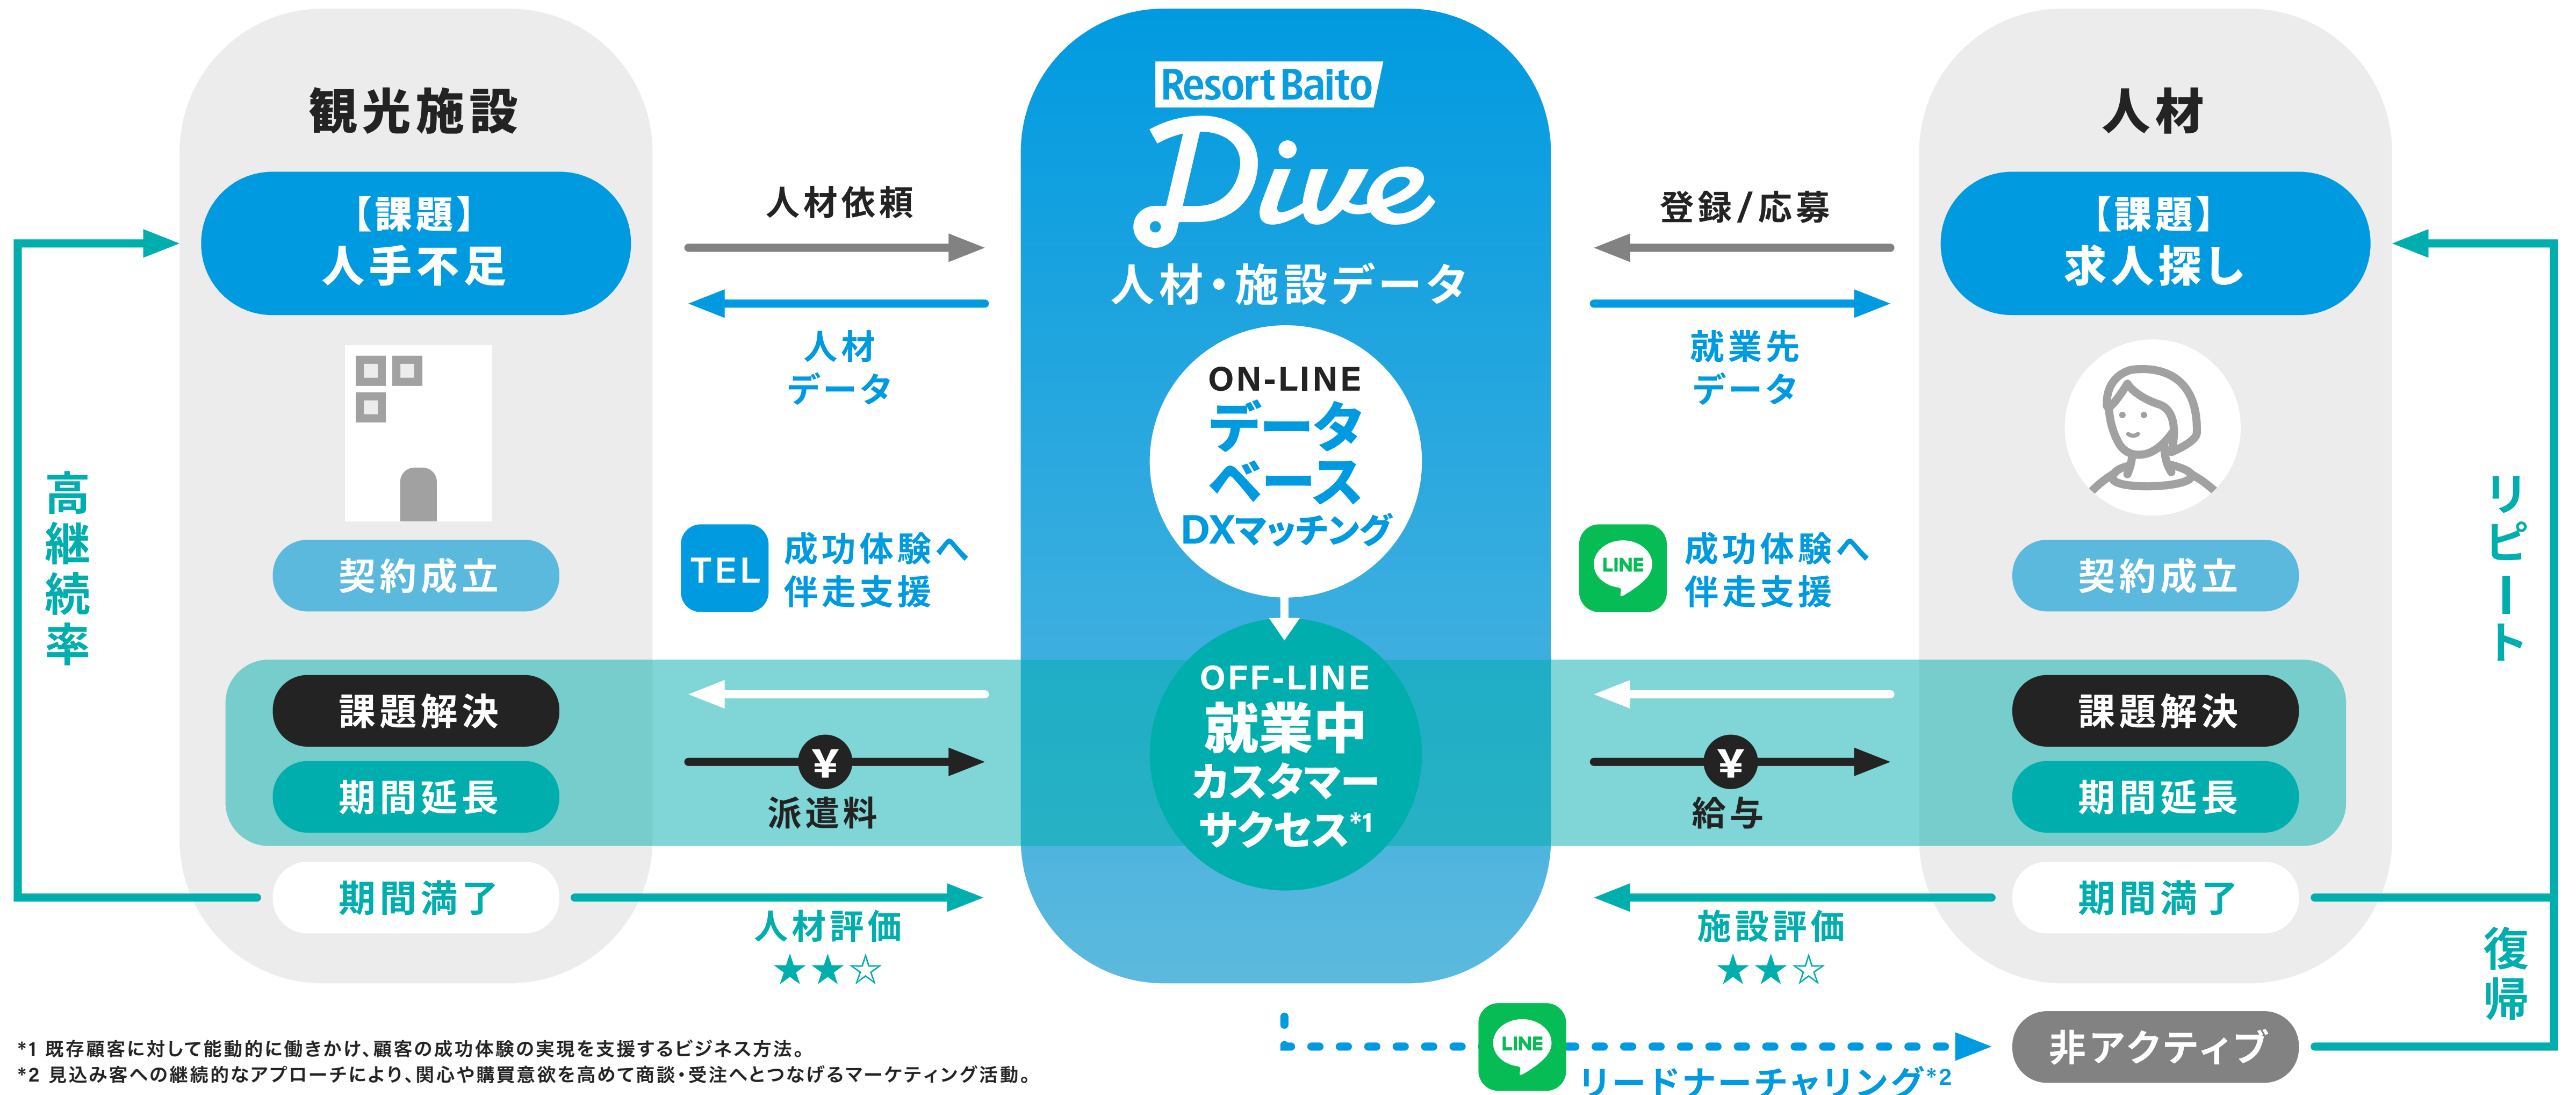 観光施設
【課題】
人手不足
契約成立
課題解決
期間延長
期間満了
高継続率
人材依頼
人材
データ
TEL
成功体験へ
伴走支援
¥
派遣料
人材評価
★★☆
Resort Baito
Dive
人材・施設データ
ON-LINE
データ
ベース
DXマッチング
OFF-LINE
就業中
カスタマー
サクセス*1
登録/応募
就業先
データ
LINE
成功体験へ
伴走支援
¥
給与
施設評価
★★☆
人材
【課題】
求人探し
契約成立
課題解決
期間延長
期間満了
リピート
復帰
LINE
リードナーチャリング*2
非アクティブ
*1 既存顧客に対して能動的に働きかけ、顧客の成功体験の実現を支援するビジネス方法。
*2 見込み客への継続的なアプローチにより、関心や購買意欲を高めて商談・受注へとつなげるマーケティング活動。